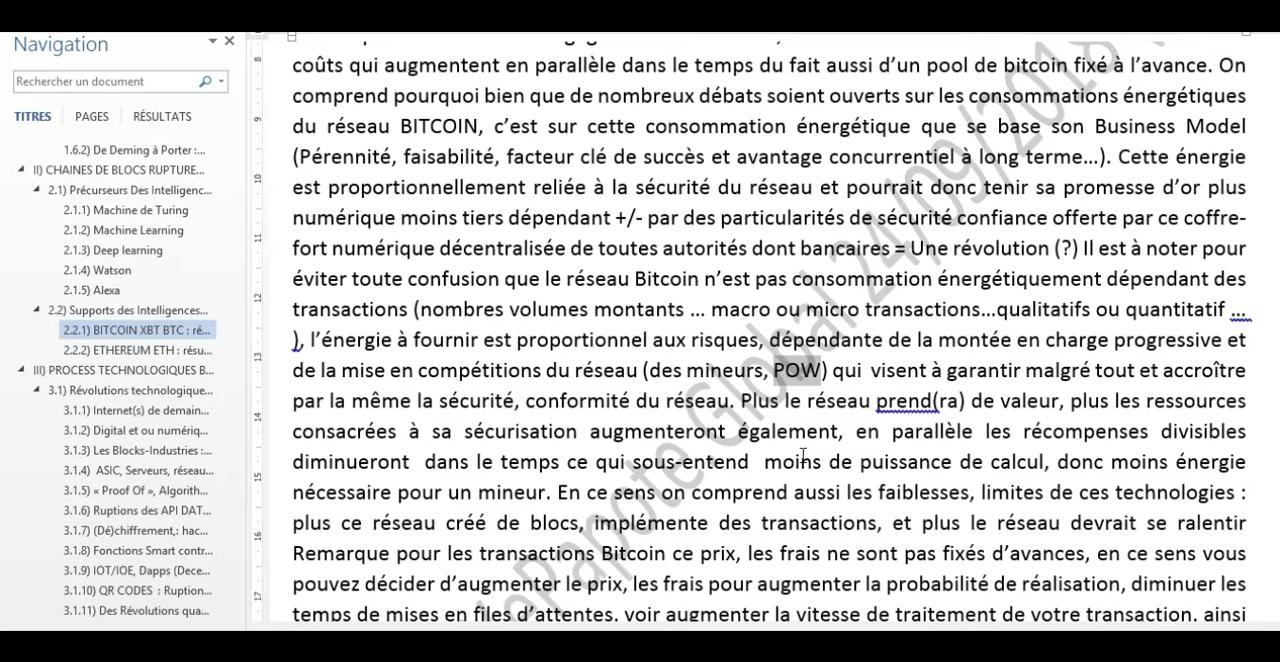 Navigation
Rechercher un document
TITRES PAGES RÉSULTATS
1.6.2) De Deming à Porter :...
II) CHAINES DE BLOCS RUPTURE...
2.1) Précurseurs Des Intelligenc...
2.1.1) Machine de Turing
2.1.2) Machine Learning
2.1.3) Deep learning
2.1.4) Watson
2.1.5) Alexa
2.2) Supports des Intelligences...
2.2.1) BITCOIN XBT BTC : ré...
2.2.2) ETHEREUM ETH : résu...
III) PROCESS TECHNOLOGIQUES B...
3.1) Révolutions technologique...
3.1.1) Internet(s) de demain...
3.1.2) Digital et ou numériq...
3.1.3) Les Blocks-Industries :...
3.1.4) ASIC, Serveurs, réseau...
3.1.5) « Proof Of », Algorith...
3.1.6) Ruptions des API DAT...
3.1.7) (Dé)chiffrement,: hac...
3.1.8) Fonctions Smart contr...
3.1.9) IOT/IOE, Dapps (Dece...
3.1.10) QR CODES : Ruption...
3.1.11) Des Révolutions qua...
8
9
10
11
12
13
14
15
16
17
coûts qui augmentent en parallèle dans le temps du fait aussi d’un pool de bitcoin fixé à l’avance. On
comprend pourquoi bien que de nombreux débats soient ouverts sur les consommations énergétiques
du réseau BITCOIN, c’est sur cette consommation énergétique que se base son Business Model
(Pérennité, faisabilité, facteur clé de succès et avantage concurrentiel à long terme...). Cette énergie
est proportionnellement reliée à la sécurité du réseau et pourrait donc tenir sa promesse d’or plus
numérique moins tiers dépendant +/- par des particularités de sécurité confiance offerte par ce coffre-
fort numérique décentralisée de toutes autorités dont bancaires = Une révolution (?) Il est à noter pour
éviter toute confusion que le réseau Bitcoin n’est pas consommation énergétiquement dépendant des
transactions (nombres volumes montants ... macro ou micro transactions...qualitatifs ou quantitatif ...
), l’énergie à fournir est proportionnel aux risques, dépendante de la montée en charge progressive et
de la mise en compétitions du réseau (des mineurs, POW) qui visent à garantir malgré tout et accroître
par la même la sécurité, conformité du réseau. Plus le réseau prend(ra) de valeur, plus les ressources
consacrées à sa sécurisation augmenteront également, en parallèle les récompenses divisibles
diminueront dans le temps ce qui sous-entend moins de puissance de calcul, donc moins énergie
nécessaire pour un mineur. En ce sens on comprend aussi les faiblesses, limites de ces technologies :
plus ce réseau créé de blocs, implémente des transactions, et plus le réseau devrait se ralentir
Remarque pour les transactions Bitcoin ce prix, les frais ne sont pas fixés d’avances, en ce sens vous
pouvez décider d’augmenter le prix, les frais pour augmenter la probabilité de réalisation, diminuer les
temps de mises en files d’attentes, voir augmenter la vitesse de traitement de votre transaction, ainsi
LaPapote Global 24/09/2018